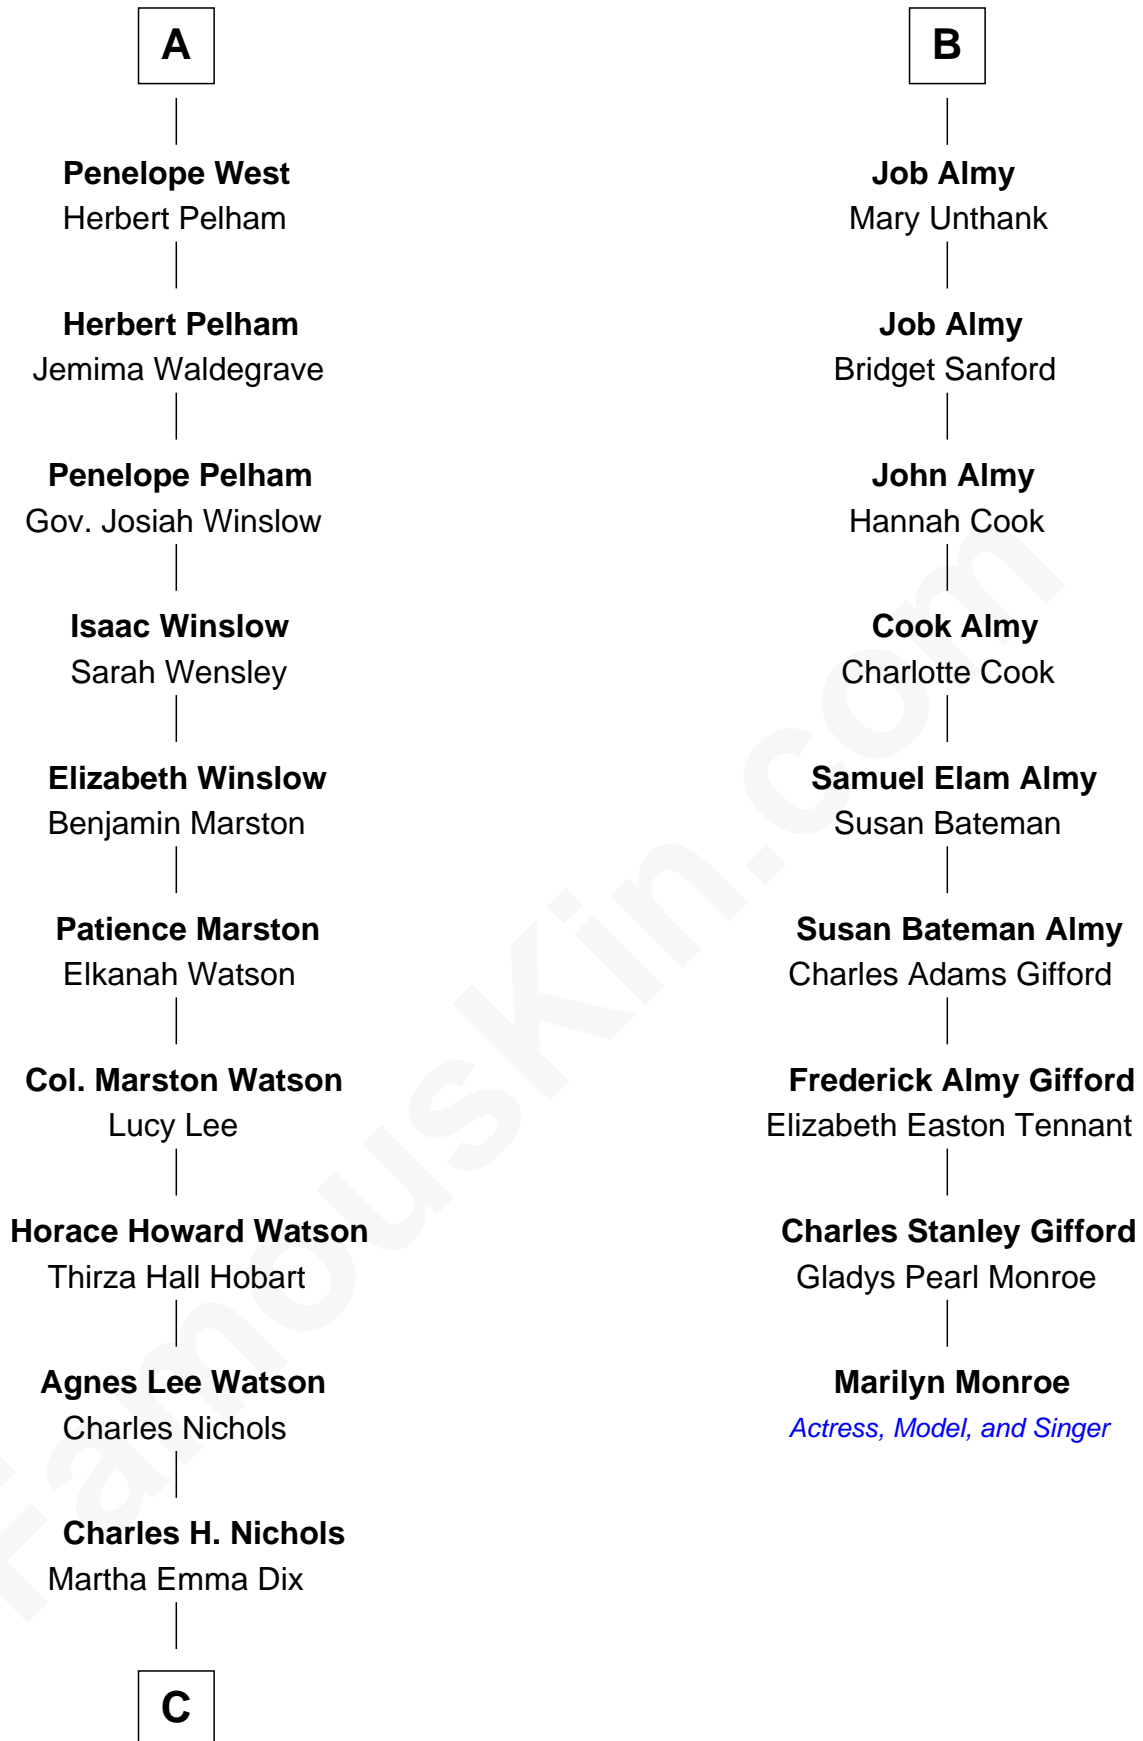 A
Penelope West
Herbert Pelham
Herbert Pelham
Jemima Waldegrave
Penelope Pelham
Gov. Josiah Winslow
Isaac Winslow
Sarah Wensley
Elizabeth Winslow
Benjamin Marston
Patience Marston
Elkanah Watson
Col. Marston Watson
Lucy Lee
Horace Howard Watson
Thirza Hall Hobart
Agnes Lee Watson
Charles Nichols
Charles H. Nichols
Martha Emma Dix
C
B
Job Almy
Mary Unthank
Job Almy
Bridget Sanford
John Almy
Hannah Cook
Cook Almy
Charlotte Cook
Samuel Elam Almy
Susan Bateman
Susan Bateman Almy
Charles Adams Gifford
Frederick Almy Gifford
Elizabeth Easton Tennant
Charles Stanley Gifford
Gladys Pearl Monroe
Marilyn Monroe
Actress, Model, and Singer
FamousKin.com